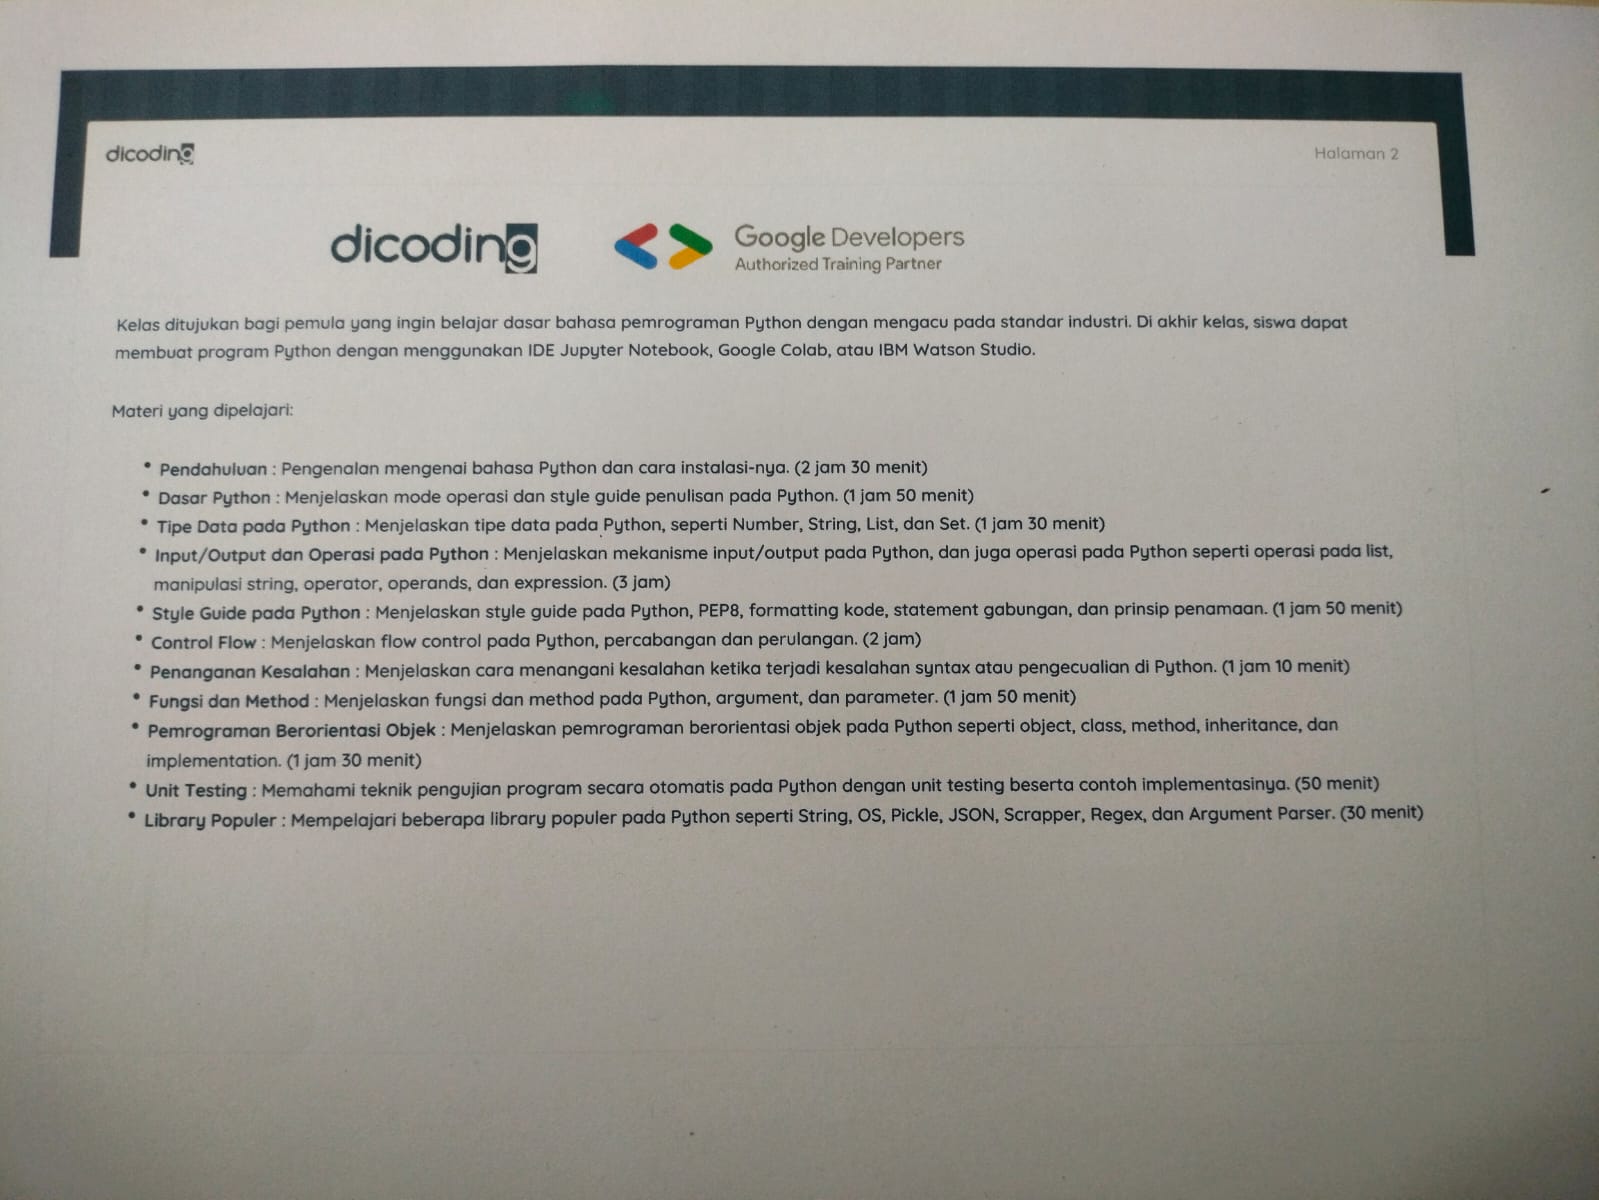 dicoding
Halaman 2
dicoding
Google Developers
Authorized Training Partner
Kelas ditujukan bagi pemula yang ingin belajar dasar bahasa pemrograman Python dengan mengacu pada standar industri. Di akhir kelas, siswa dapat
membuat program Python dengan menggunakan IDE Jupyter Notebook, Google Colab, atau IBM Watson Studio.
Materi yang dipelajari:
• Pendahuluan : Pengenalan mengenai bahasa Python dan cara instalasi-nya. (2 jam 30 menit)
• Dasar Python : Menjelaskan mode operasi dan style guide penulisan pada Python. (1 jam 50 menit)
• Tipe Data pada Python : Menjelaskan tipe data pada Python, seperti Number, String, List, dan Set. (1 jam 30 menit)
• Input/Output dan Operasi pada Python : Menjelaskan mekanisme input/output pada Python, dan juga operasi pada Python seperti operasi pada list,
manipulasi string, operator, operands, dan expression. (3 jam)
• Style Guide pada Python : Menjelaskan style guide pada Python, PEP8, formatting kode, statement gabungan, dan prinsip penamaan. (1 jam 50 menit)
• Control Flow : Menjelaskan flow control pada Python, percabangan dan perulangan. (2 jam)
• Penanganan Kesalahan : Menjelaskan cara menangani kesalahan ketika terjadi kesalahan syntax atau pengecualian di Python. (1 jam 10 menit)
• Fungsi dan Method : Menjelaskan fungsi dan method pada Python, argument, dan parameter. (1 jam 50 menit)
• Pemrograman Berorientasi Objek : Menjelaskan pemrograman berorientasi objek pada Python seperti object, class, method, inheritance, dan
implementation. (1 jam 30 menit)
• Unit Testing : Memahami teknik pengujian program secara otomatis pada Python dengan unit testing beserta contoh implementasinya. (50 menit)
• Library Populer : Mempelajari beberapa library populer pada Python seperti String, OS, Pickle, JSON, Scrapper, Regex, dan Argument Parser. (30 menit)